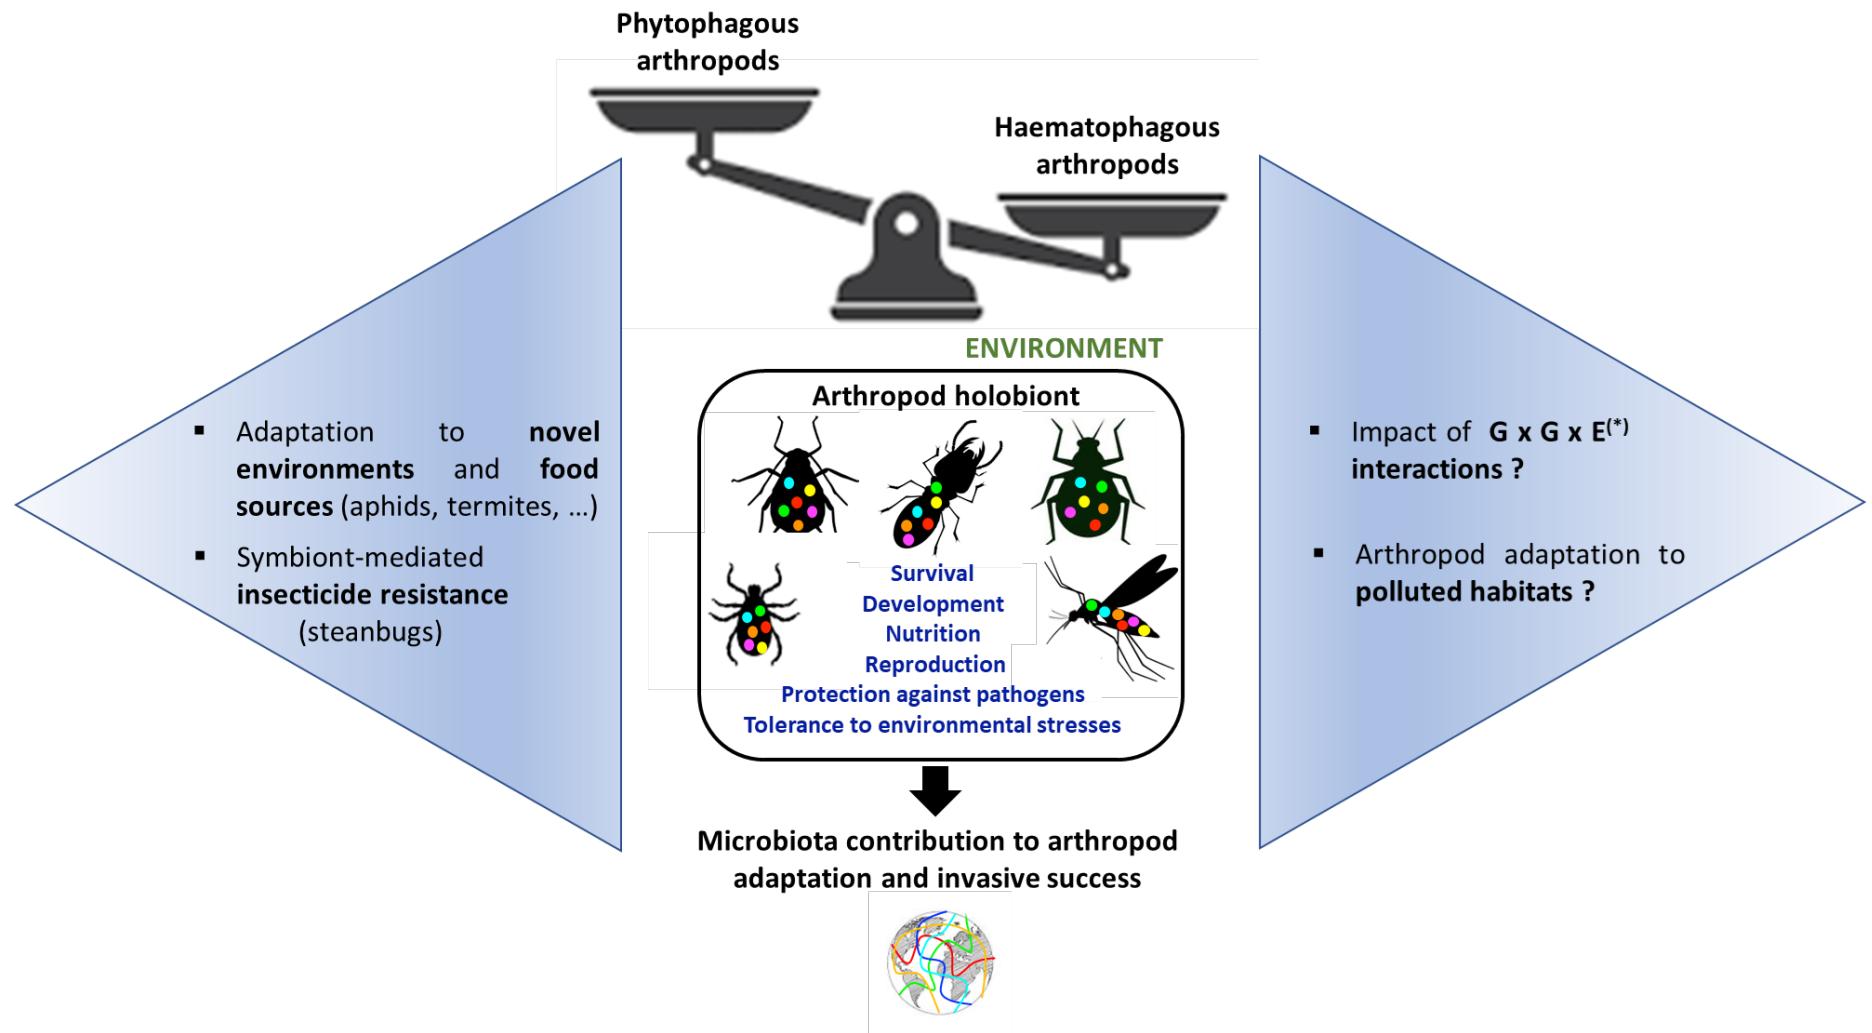 Phytophagous
arthropods
Haematophagous
arthropods
ENVIRONMENT
Arthropod holobiont
Survival
Development
Nutrition
Reproduction
Protection against pathogens
Tolerance to environmental stresses
Microbiota contribution to arthropod
adaptation and invasive success
▪ Adaptation to novel
environments and food
sources (aphids, termites, ...)
▪ Symbiont-mediated
insecticide resistance
(steanbugs)
▪ Impact of G x G x E(*)
interactions ?
▪ Arthropod adaptation to
polluted habitats ?